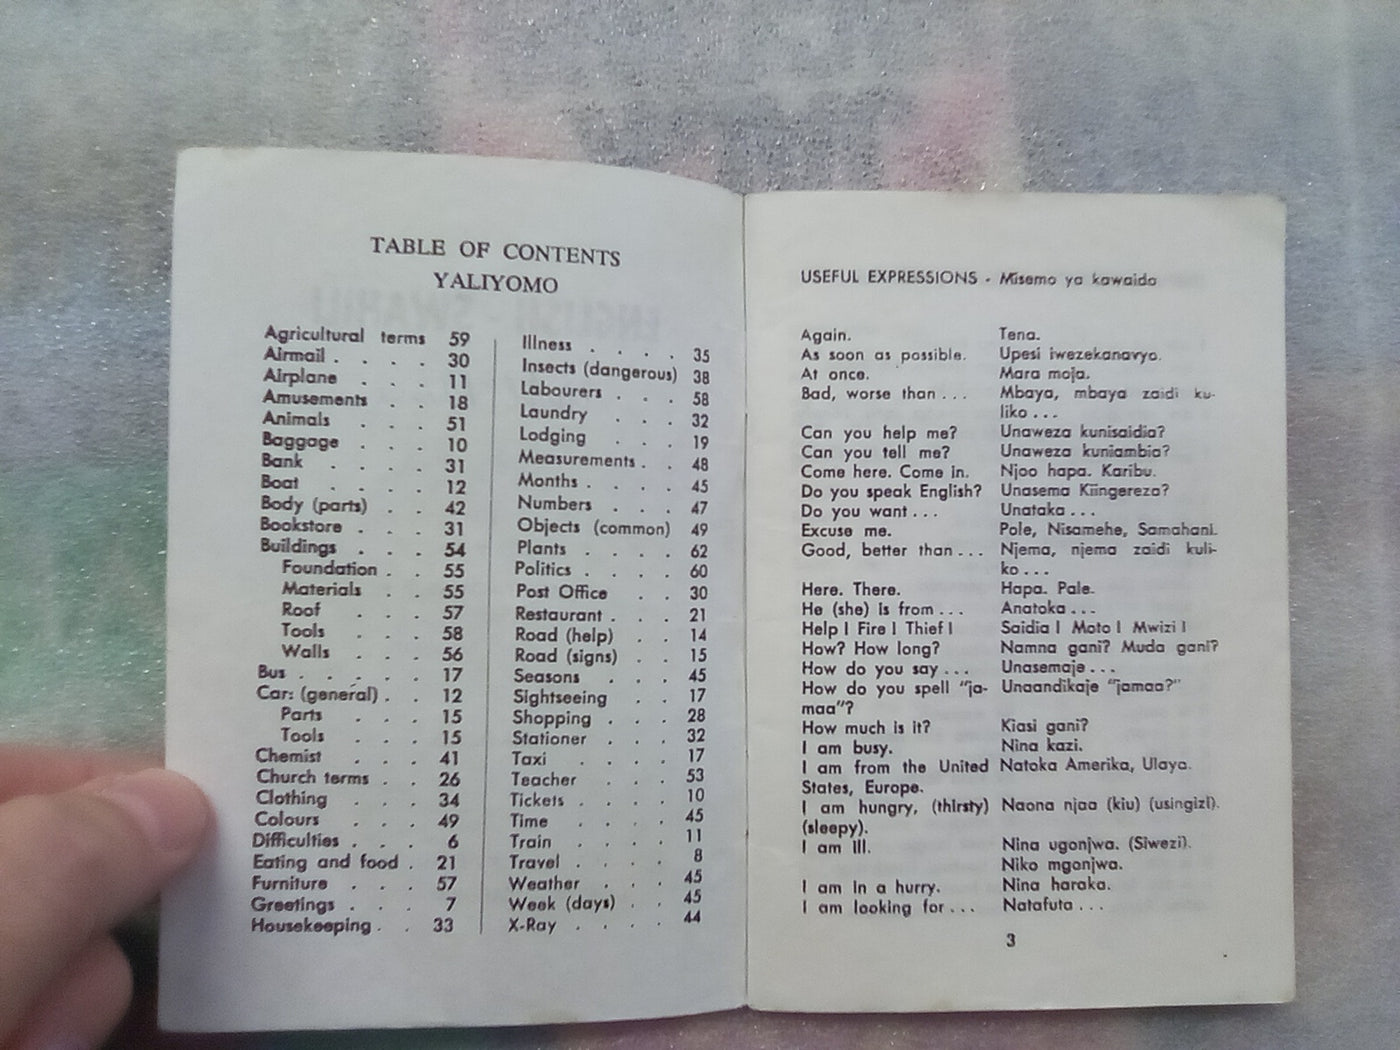 TABLE OF CONTENTS
YALIYOMO
Agricultural terms 59
Airmail . . . . 30
Airplane . . . 11
Amusements . . 18
Animals . . . 51
Baggage . . . 10
Bank . . . . 31
Boat . . . . 12
Body (parts) . . 42
Bookstore . . . 31
Buildings . . . 54
Foundation . . 55
Materials . . 55
Roof . . . 57
Tools . . . 58
Walls . . . 56
Bus . . . . . 17
Car: (general) . . 12
Parts . . . 15
Tools . . . 15
Chemist . . . 41
Church terms . . 26
Clothing . . . 34
Colours . . . 49
Difficulties . . . 6
Eating and food . 21
Furniture . . . 57
Greetings . . . 7
Housekeeping . . 33
Illness . . . . 35
Insects (dangerous) 38
Labourers . . . 58
Laundry . . . 32
Lodging . . . 19
Measurements . . 48
Months . . . . 45
Numbers . . . 47
Objects (common) 49
Plants . . . . 62
Politics . . . . 60
Post Office . . 30
Restaurant . . . 21
Road (help) . . 14
Road (signs) . . 15
Seasons . . . 45
Sightseeing . . 17
Shopping . . . 28
Stationer . . . 32
Taxi . . . . 17
Teacher . . . 53
Tickets . . . . 10
Time . . . . 45
Train . . . . 11
Travel . . . . 8
Weather . . . 45
Week (days) . . 45
X-Ray . . . . 44
USEFUL EXPRESSIONS - Misemo ya kawaida
Again. Tena.
As soon as possible. Upesi iwezekanavyo.
At once. Mara moja.
Bad, worse than . . . Mbaya, mbaya zaidi ku-
liko . . .
Can you help me? Unaweza kunisaidia?
Can you tell me? Unaweza kuniambia?
Come here. Come in. Njoo hapa. Karibu.
Do you speak English? Unasema Kiingereza?
Do you want . . . Unataka . . .
Excuse me. Pole, Nisamehe, Samahani.
Good, better than . . . Njema, njema zaidi kuli-
ko . . .
Here. There. Hapa. Pale.
He (she) is from . . . Anatoka . . .
Help ! Fire ! Thief ! Saidia ! Moto ! Mwizi !
How? How long? Namna gani? Muda gani?
How do you say . . . Unasemaje . . .
How do you spell "ja- Unaandikaje "jamaa?"
maa"?
How much is it? Kiasi gani?
I am busy. Nina kazi.
I am from the United Natoka Amerika, Ulaya.
States, Europe.
I am hungry, (thirsty) Naona njaa (kiu) (usingizi).
(sleepy).
I am ill. Nina ugonjwa. (Siwezi).
Niko mgonjwa.
I am in a hurry. Nina haraka.
I am looking for . . . Natafuta . . .
3